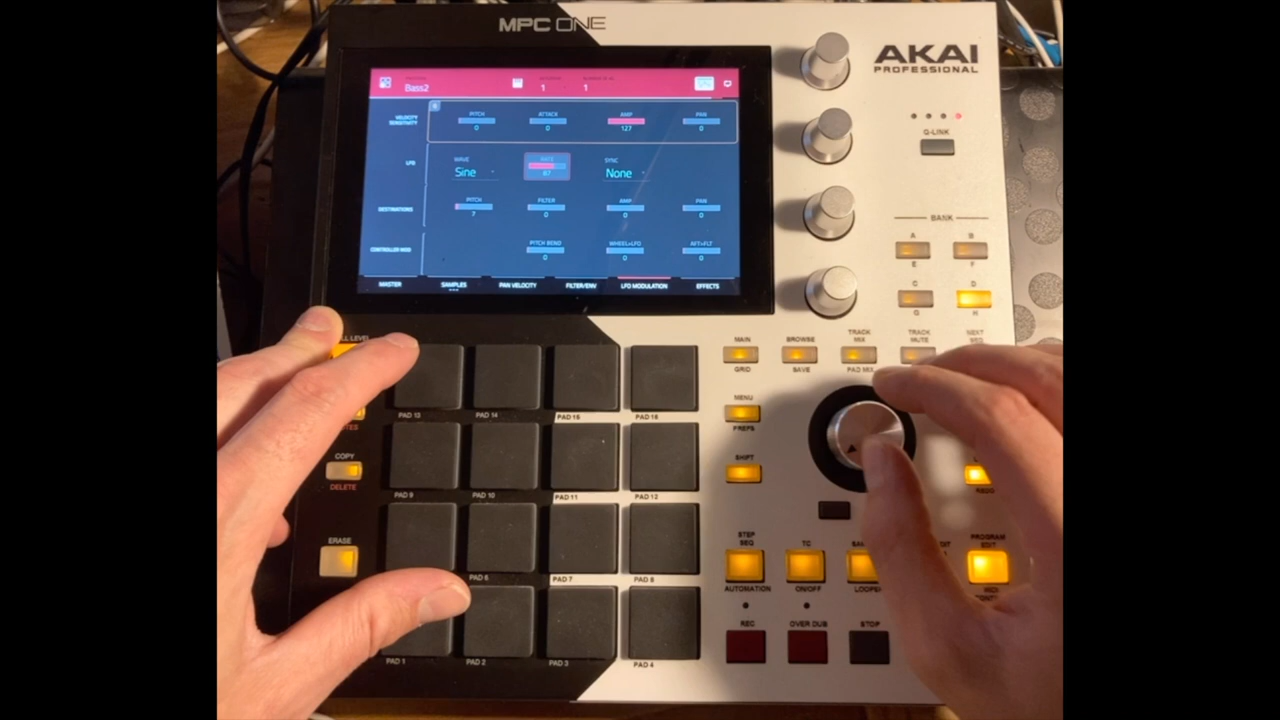 MPC ONE
AKAI
PROFESSIONAL
Bass2
1
1
VELOCITY
SENSITIVITY
PITCH
ATTACK
AMP
PAN
0
0
127
0
LFO
WAVE
RATE
SYNC
Sine
87
None
DESTINATIONS
PITCH
FILTER
AMP
PAN
7
0
0
0
CONTROLLER MOD
PITCH BEND
WHEEL>LFO
AFT>FLT
0
0
0
MASTER
SAMPLES
PAN VELOCITY
FILTER/ENV
LFO MODULATION
EFFECTS
Q-LINK
BANK
A
B
E
F
C
D
G
H
LEVEL
MAIN
BROWSE
TRACK
MIX
TRACK
MUTE
NEXT
GRID
SAVE
PAD MIX
PAD 13
PAD 14
PAD 15
PAD 16
MENU
PREFS
COPY
DELETE
SHIFT
PAD 9
PAD 10
PAD 11
PAD 12
REDO
ERASE
STEP
SEQ
TC
PROGRAM
EDIT
PAD 6
PAD 7
PAD 8
AUTOMATION
ON/OFF
REC
OVER DUB
STOP
PAD 1
PAD 2
PAD 3
PAD 4